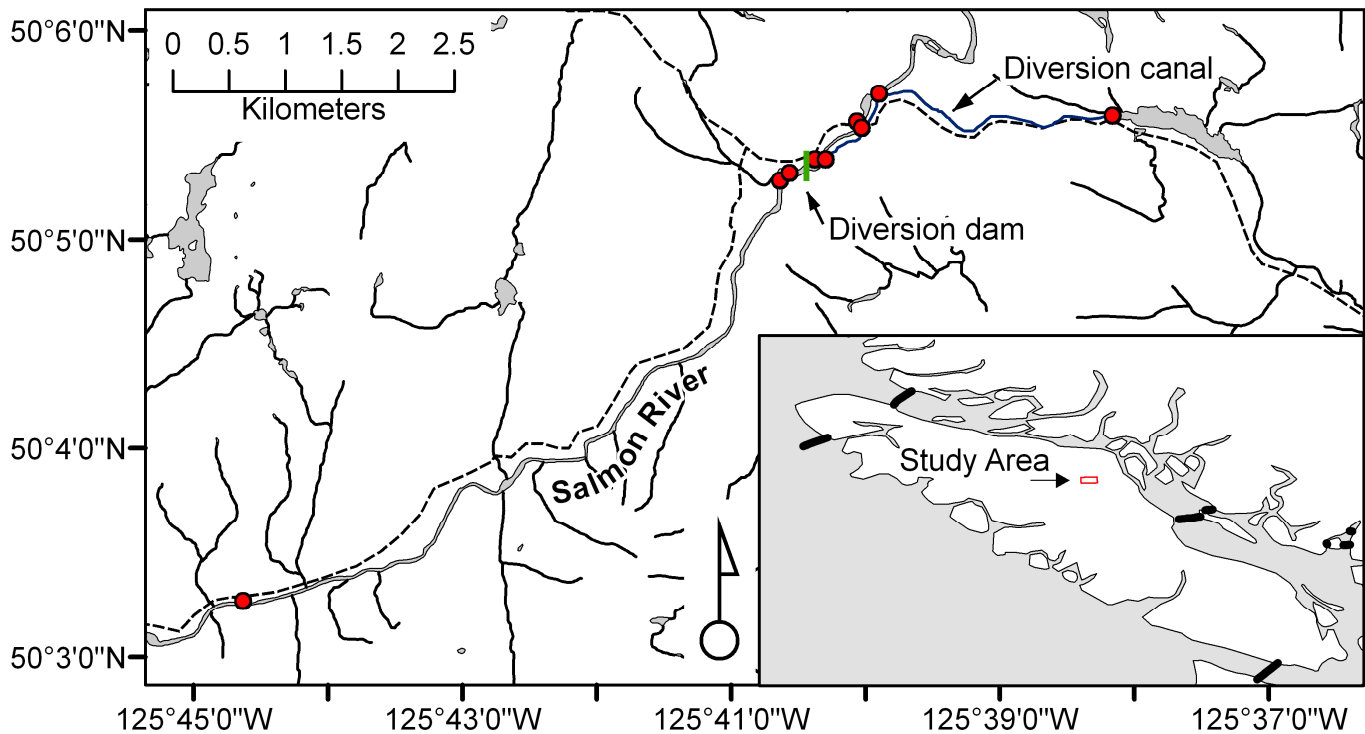 50°6'0"N
0 0.5 1 1.5 2 2.5
Kilometers
Diversion canal
Diversion dam
50°5'0"N
50°4'0"N
Salmon River
Study Area
50°3'0"N
125°45'0"W 125°43'0"W 125°41'0"W 125°39'0"W 125°37'0"W